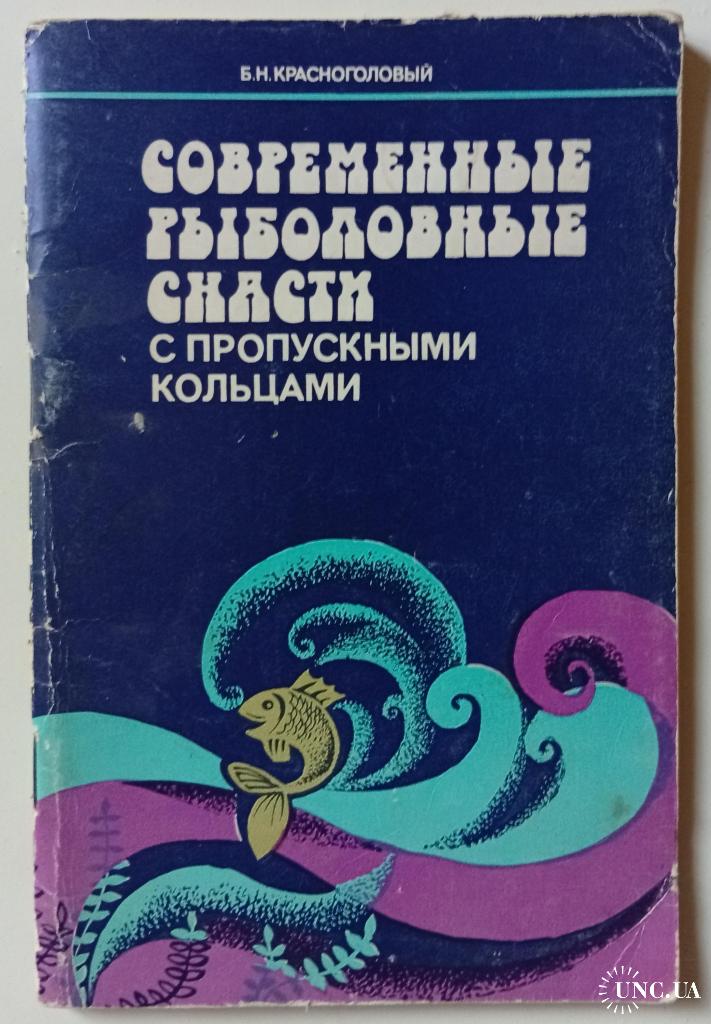 Б.Н.КРАСНОГОЛОВЫЙ
СОВРЕМЕННЫЕ
РЫБОЛОВНЫЕ
СНАСТИ
С ПРОПУСКНЫМИ
КОЛЬЦАМИ
UNC.UA